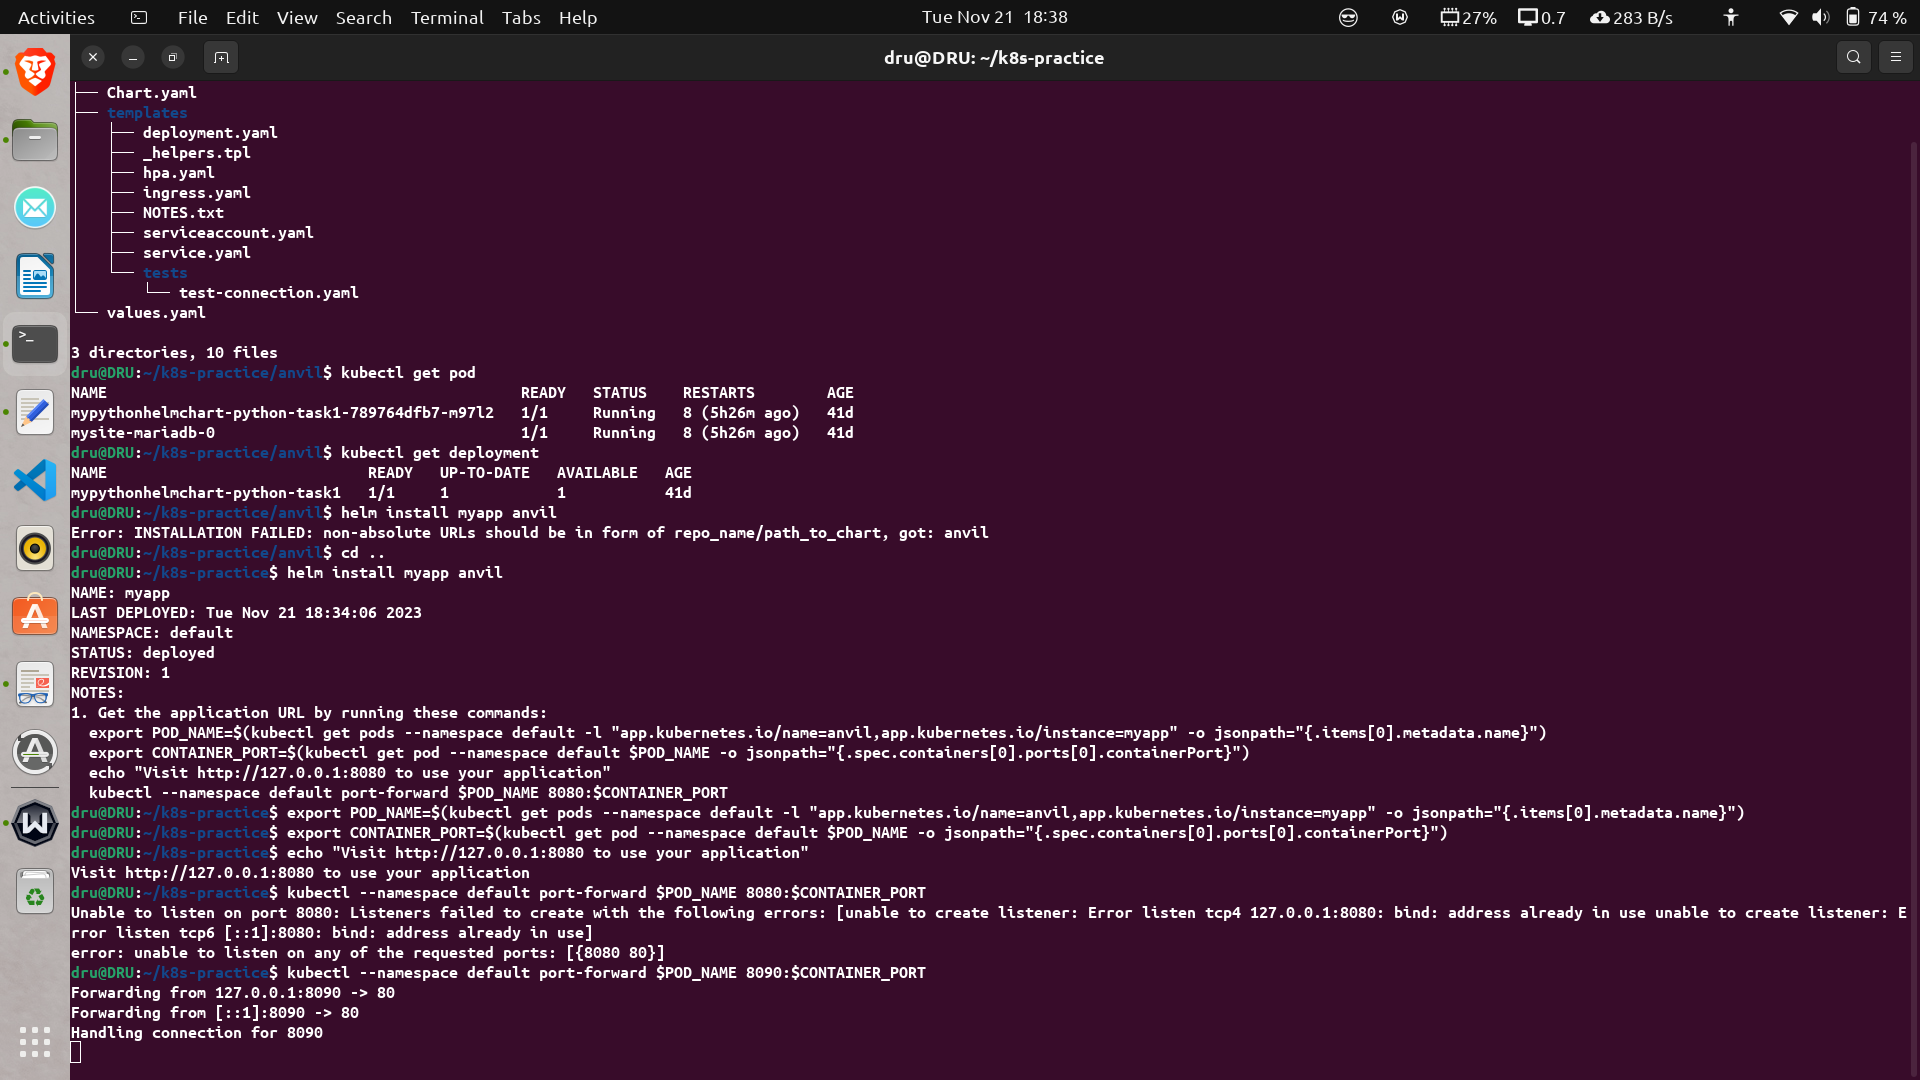 Activities File Edit View Search Terminal Tabs Help Tue Nov 21 18:38 27% 0.7 283 B/s 74 %
dru@DRU: ~/k8s-practice
├── Chart.yaml
├── templates
│   ├── deployment.yaml
│   ├── _helpers.tpl
│   ├── hpa.yaml
│   ├── ingress.yaml
│   ├── NOTES.txt
│   ├── serviceaccount.yaml
│   ├── service.yaml
│   └── tests
│       └── test-connection.yaml
└── values.yaml
3 directories, 10 files
dru@DRU:~/k8s-practice/anvil$ kubectl get pod
NAME READY STATUS RESTARTS AGE
mypythonhelmchart-python-task1-789764dfb7-m97l2 1/1 Running 8 (5h26m ago) 41d
mysite-mariadb-0 1/1 Running 8 (5h26m ago) 41d
dru@DRU:~/k8s-practice/anvil$ kubectl get deployment
NAME READY UP-TO-DATE AVAILABLE AGE
mypythonhelmchart-python-task1 1/1 1 1 41d
dru@DRU:~/k8s-practice/anvil$ helm install myapp anvil
Error: INSTALLATION FAILED: non-absolute URLs should be in form of repo_name/path_to_chart, got: anvil
dru@DRU:~/k8s-practice/anvil$ cd ..
dru@DRU:~/k8s-practice$ helm install myapp anvil
NAME: myapp
LAST DEPLOYED: Tue Nov 21 18:34:06 2023
NAMESPACE: default
STATUS: deployed
REVISION: 1
NOTES:
1. Get the application URL by running these commands:
  export POD_NAME=$(kubectl get pods --namespace default -l "app.kubernetes.io/name=anvil,app.kubernetes.io/instance=myapp" -o jsonpath="{.items[0].metadata.name}")
  export CONTAINER_PORT=$(kubectl get pod --namespace default $POD_NAME -o jsonpath="{.spec.containers[0].ports[0].containerPort}")
  echo "Visit http://127.0.0.1:8080 to use your application"
  kubectl --namespace default port-forward $POD_NAME 8080:$CONTAINER_PORT
dru@DRU:~/k8s-practice$ export POD_NAME=$(kubectl get pods --namespace default -l "app.kubernetes.io/name=anvil,app.kubernetes.io/instance=myapp" -o jsonpath="{.items[0].metadata.name}")
dru@DRU:~/k8s-practice$ export CONTAINER_PORT=$(kubectl get pod --namespace default $POD_NAME -o jsonpath="{.spec.containers[0].ports[0].containerPort}")
dru@DRU:~/k8s-practice$ echo "Visit http://127.0.0.1:8080 to use your application"
Visit http://127.0.0.1:8080 to use your application
dru@DRU:~/k8s-practice$ kubectl --namespace default port-forward $POD_NAME 8080:$CONTAINER_PORT
Unable to listen on port 8080: Listeners failed to create with the following errors: [unable to create listener: Error listen tcp4 127.0.0.1:8080: bind: address already in use unable to create listener: E
rror listen tcp6 [::1]:8080: bind: address already in use]
error: unable to listen on any of the requested ports: [{8080 80}]
dru@DRU:~/k8s-practice$ kubectl --namespace default port-forward $POD_NAME 8090:$CONTAINER_PORT
Forwarding from 127.0.0.1:8090 -> 80
Forwarding from [::1]:8090 -> 80
Handling connection for 8090